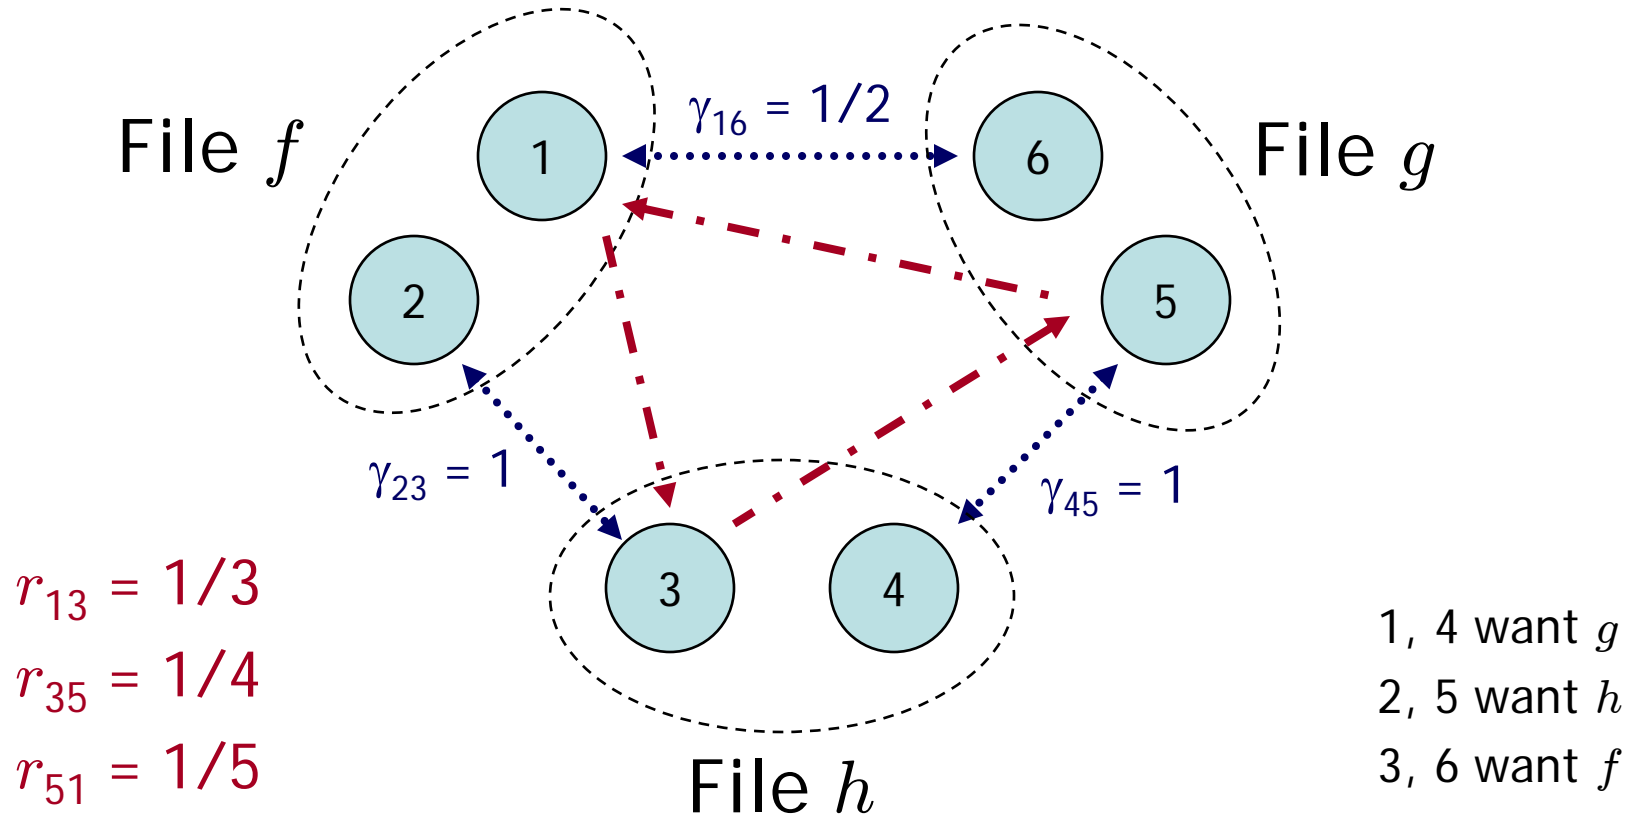 γ₁₆ = 1/2
File f
1
6
File g
2
5
γ₂₃ = 1
γ₄₅ = 1
3
4
r₁₃ = 1/3
r₃₅ = 1/4
r₅₁ = 1/5
File h
1, 4 want g
2, 5 want h
3, 6 want f